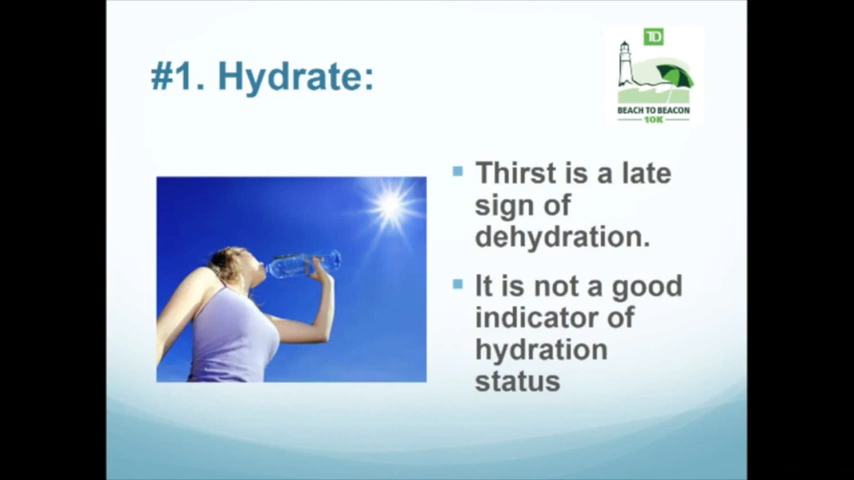 #1. Hydrate:
TD
BEACH TO BEACON
10K
Thirst is a late
sign of
dehydration.
It is not a good
indicator of
hydration
status